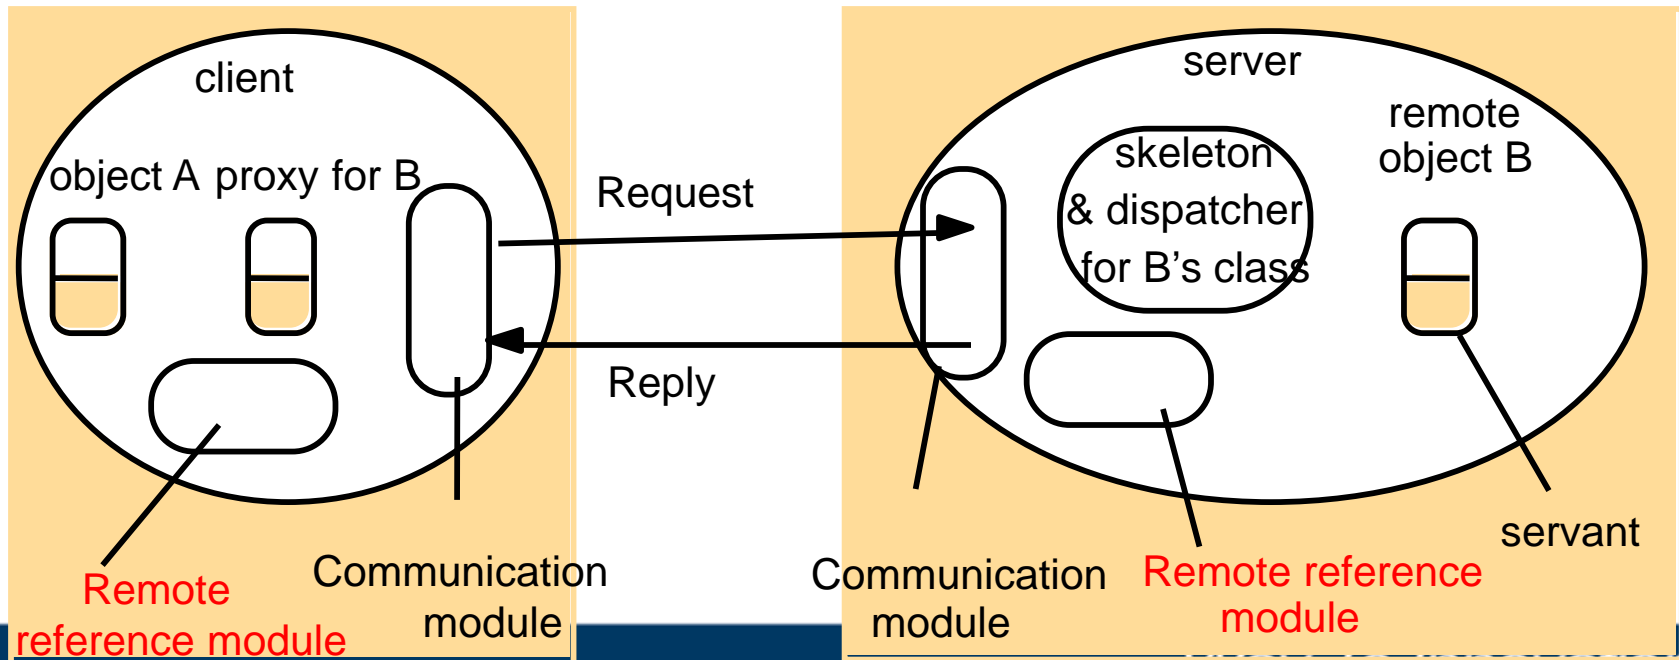 client
object A proxy for B
Request
Reply
Remote
reference module
Communication
module
server
skeleton
& dispatcher
for B's class
remote
object B
Communication
module
Remote reference
module
servant